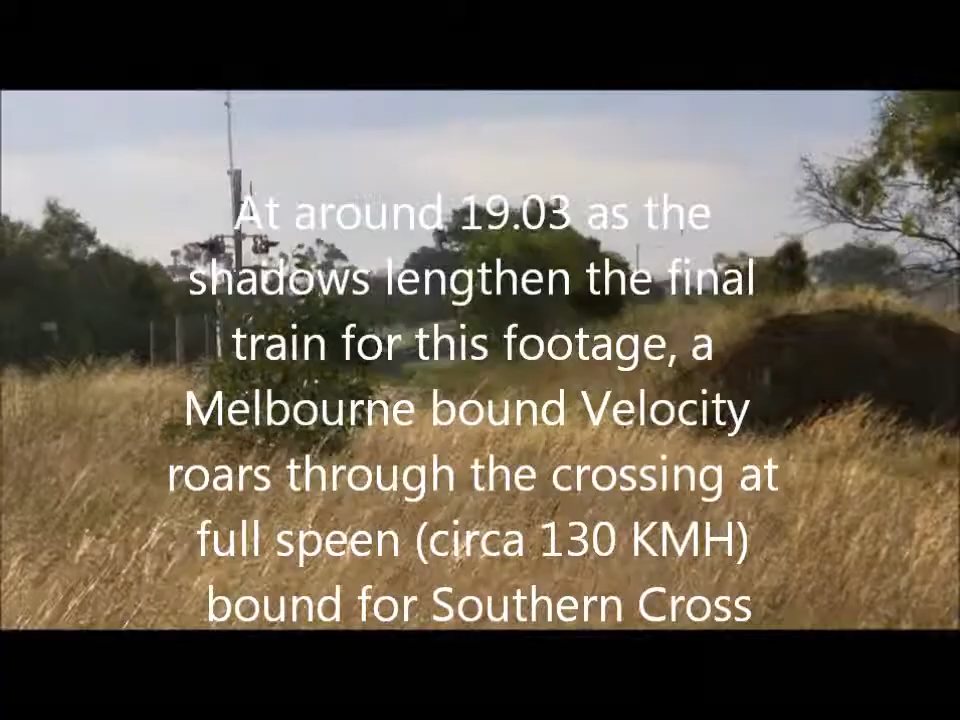 At around 19.03 as the
shadows lengthen the final
train for this footage, a
Melbourne bound Velocity
roars through the crossing at
full speen (circa 130 KMH)
bound for Southern Cross